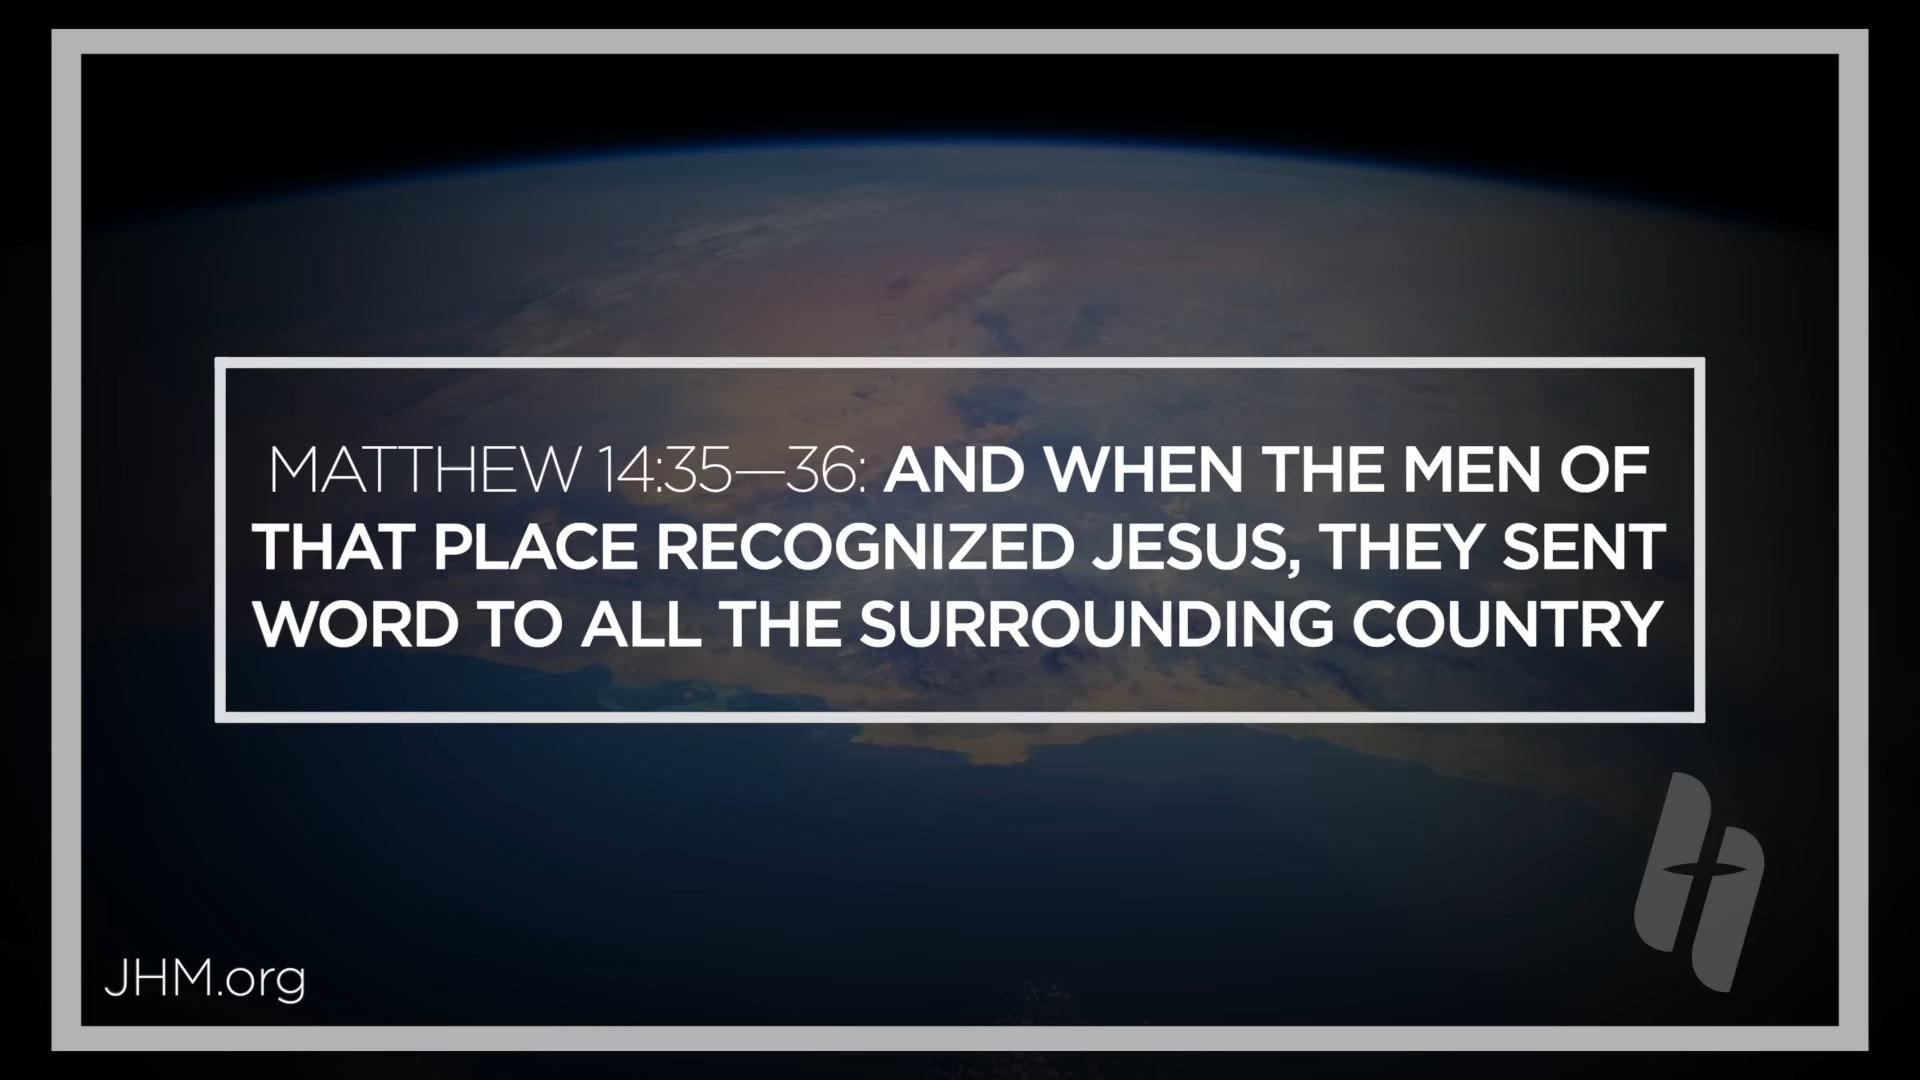 MATTHEW 14:35—36: AND WHEN THE MEN OF
THAT PLACE RECOGNIZED JESUS, THEY SENT
WORD TO ALL THE SURROUNDING COUNTRY
JHM.org